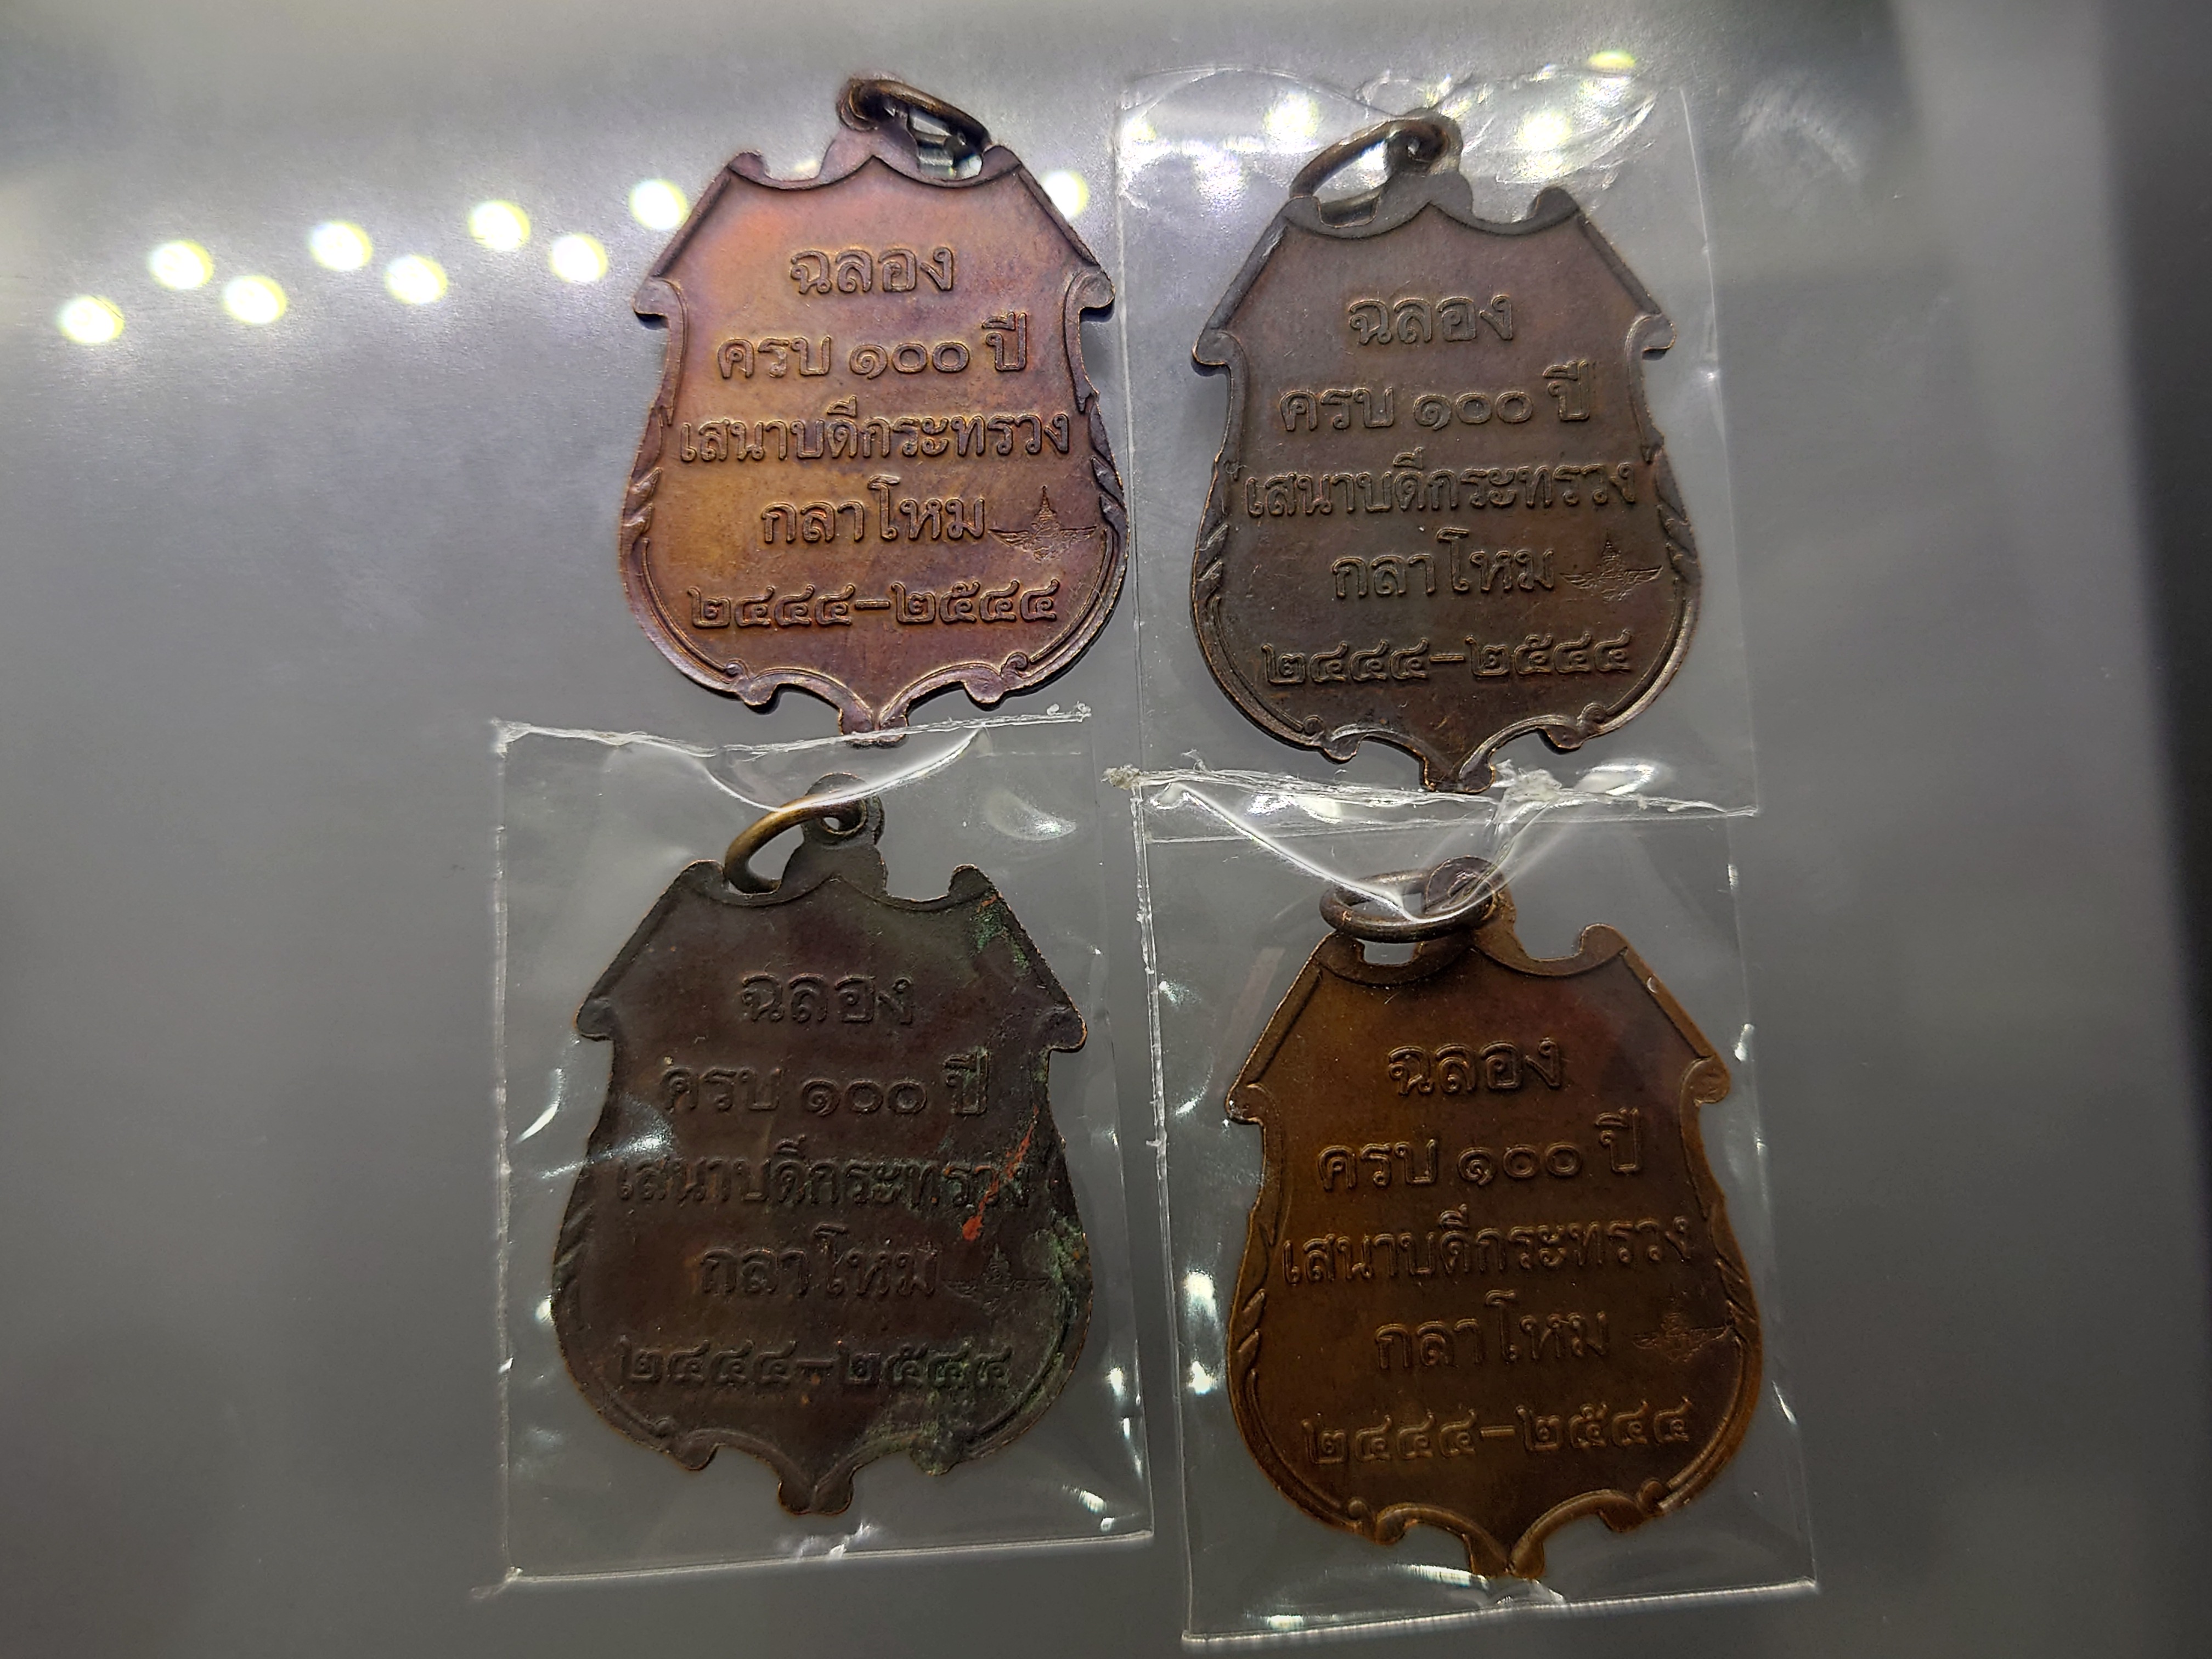 ฉลอง
ครบ ๑๐๐ ปี
เสนาบดีกระทรวง
กลาโหม
๒๔๔๔–๒๕๔๔
ฉลอง
ครบ ๑๐๐ ปี
เสนาบดีกระทรวง
กลาโหม
๒๔๔๔–๒๕๔๔
ฉลอง
ครบ ๑๐๐ ปี
เสนาบดีกระทรวง
กลาโหม
๒๔๔๔–๒๕๔๔
ฉลอง
ครบ ๑๐๐ ปี
เสนาบดีกระทรวง
กลาโหม
๒๔๔๔–๒๕๔๔